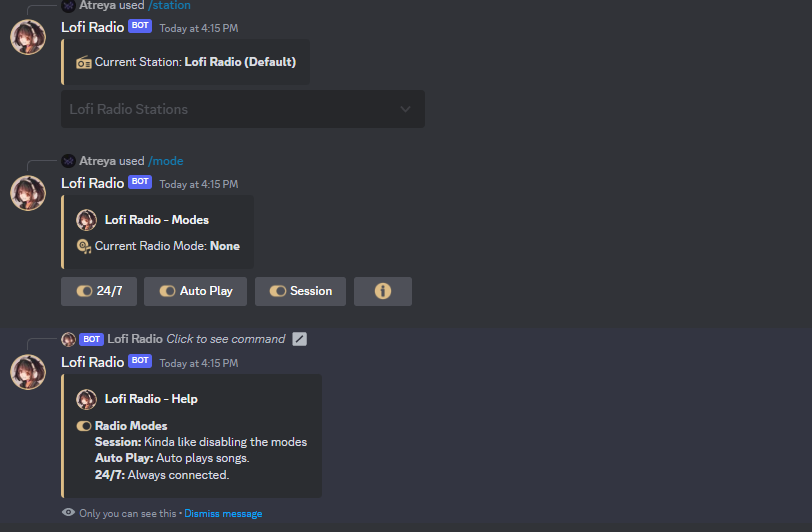 Atreya used /station
Lofi Radio BOT Today at 4:15 PM
Current Station: Lofi Radio (Default)
Lofi Radio Stations
Atreya used /mode
Lofi Radio BOT Today at 4:15 PM
Lofi Radio - Modes
Current Radio Mode: None
24/7 Auto Play Session
BOT Lofi Radio Click to see command
Lofi Radio BOT Today at 4:15 PM
Lofi Radio - Help
Radio Modes
Session: Kinda like disabling the modes
Auto Play: Auto plays songs.
24/7: Always connected.
Only you can see this • Dismiss message